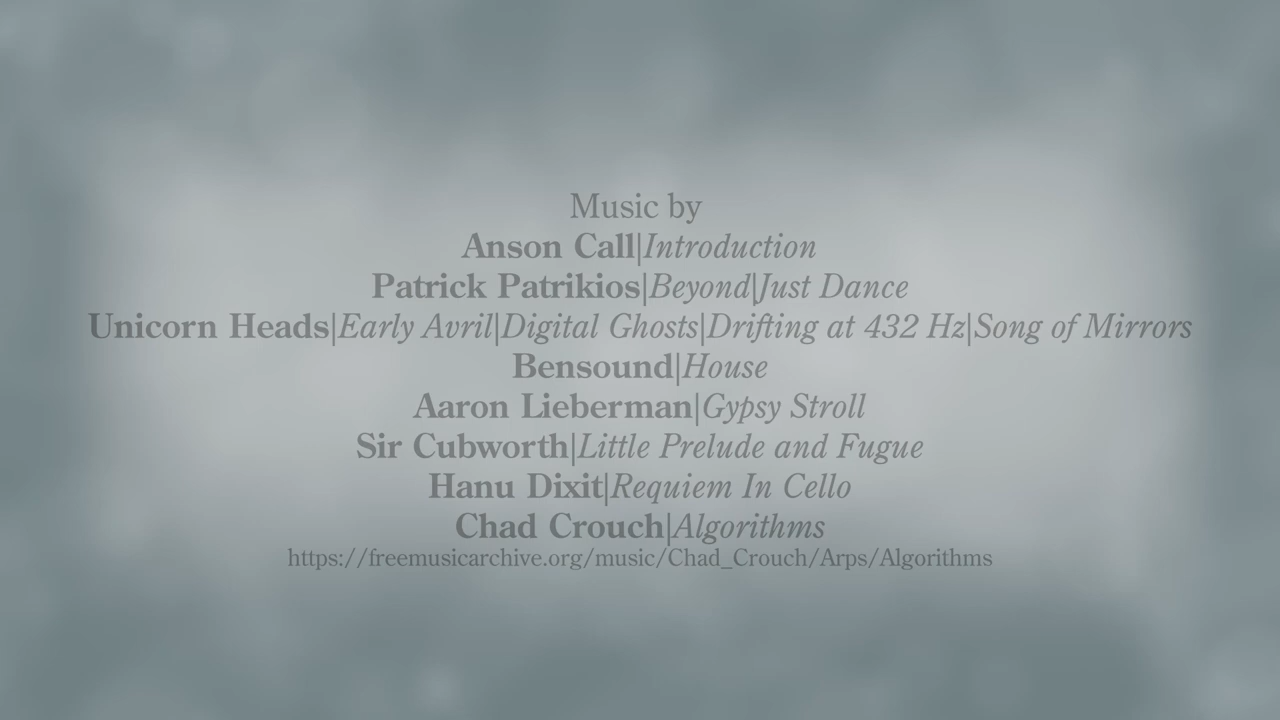 Music by
Anson Call|Introduction
Patrick Patrikios|Beyond|Just Dance
Unicorn Heads|Early Avril|Digital Ghosts|Drifting at 432 Hz|Song of Mirrors
Bensound|House
Aaron Lieberman|Gypsy Stroll
Sir Cubworth|Little Prelude and Fugue
Hanu Dixit|Requiem In Cello
Chad Crouch|Algorithms
https://freemusicarchive.org/music/Chad_Crouch/Arps/Algorithms